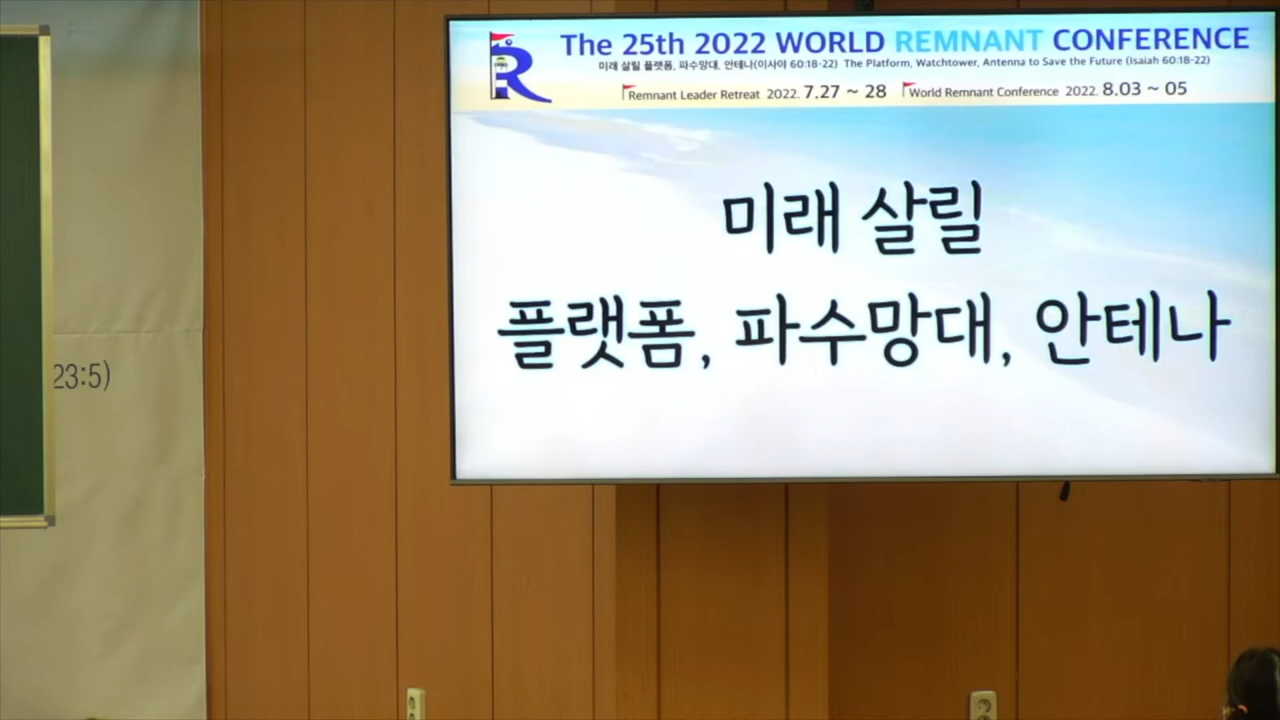 The 25th 2022 WORLD REMNANT CONFERENCE
미래 살릴 플랫폼, 파수망대, 안테나(이사야 60:18-22) The Platform, Watchtower, Antenna to Save the Future (Isaiah 60:18-22)
Remnant Leader Retreat 2022. 7.27 ~ 28 World Remnant Conference 2022. 8.03 ~ 05
미래 살릴
플랫폼, 파수망대, 안테나
23:5)